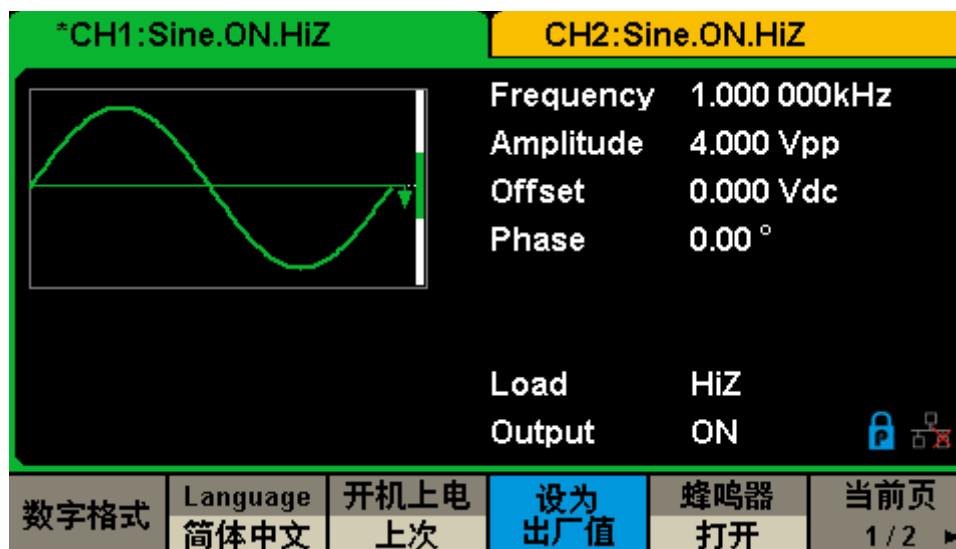 *CH1:Sine.ON.HiZ
CH2:Sine.ON.HiZ
Frequency 1.000 000kHz
Amplitude 4.000 Vpp
Offset 0.000 Vdc
Phase 0.00 °
Load HiZ
Output ON
P
数字格式
Language
简体中文
开机上电
上次
设为
出厂值
蜂鸣器
打开
当前页
1/2 ►